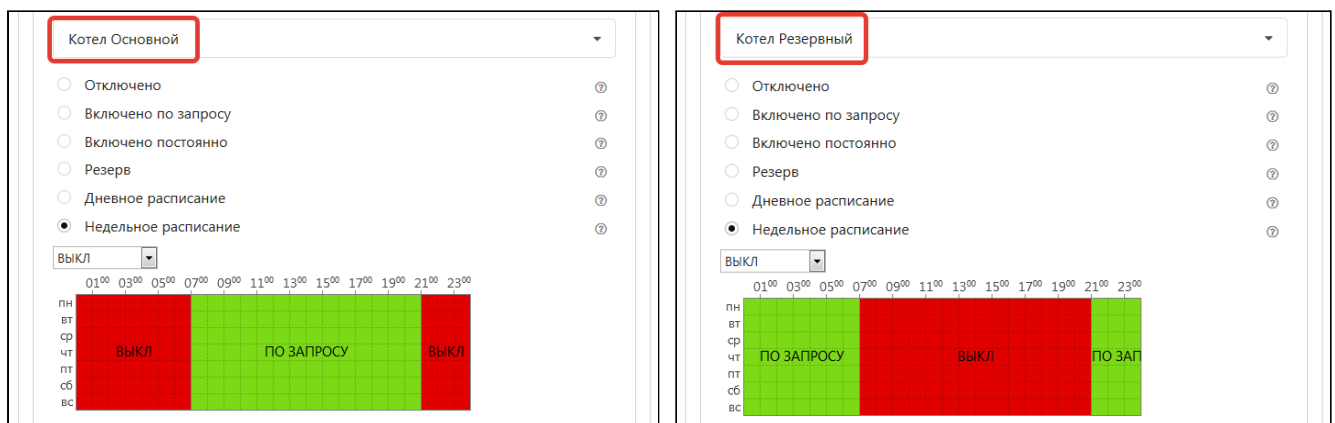 Котел Основной
Отключено
Включено по запросу
Включено постоянно
Резерв
Дневное расписание
Недельное расписание
ВЫКЛ
01⁰⁰ 03⁰⁰ 05⁰⁰ 07⁰⁰ 09⁰⁰ 11⁰⁰ 13⁰⁰ 15⁰⁰ 17⁰⁰ 19⁰⁰ 21⁰⁰ 23⁰⁰
пн
вт
ср
чт ВЫКЛ ПО ЗАПРОСУ ВЫКЛ
пт
сб
вс
Котел Резервный
Отключено
Включено по запросу
Включено постоянно
Резерв
Дневное расписание
Недельное расписание
ВЫКЛ
01⁰⁰ 03⁰⁰ 05⁰⁰ 07⁰⁰ 09⁰⁰ 11⁰⁰ 13⁰⁰ 15⁰⁰ 17⁰⁰ 19⁰⁰ 21⁰⁰ 23⁰⁰
пн
вт
ср
чт ПО ЗАПРОСУ ВЫКЛ ПО ЗАП
пт
сб
вс